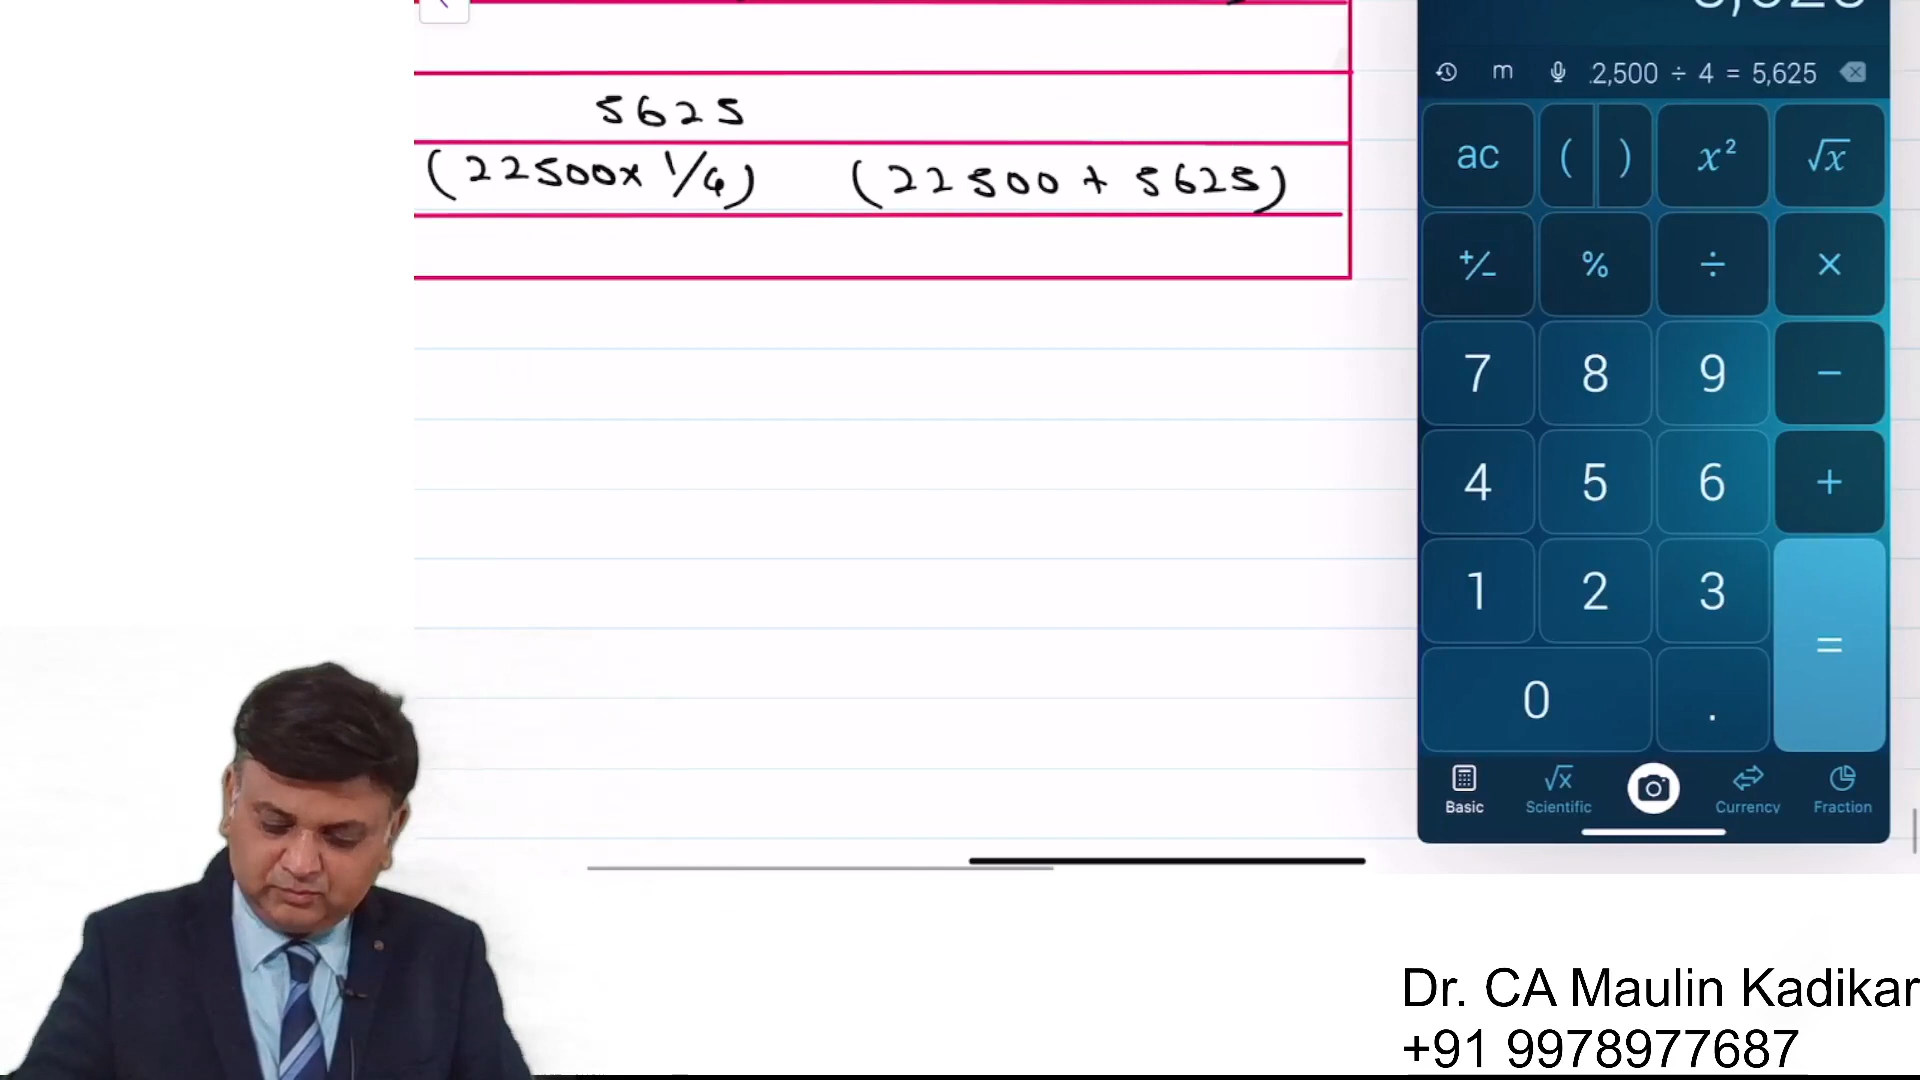 2,500 ÷ 4 = 5,625
m
5625
(22500x 1/4) (22500 + 5625)
ac ( ) x² √x
+/- % ÷ ×
7 8 9 −
4 5 6 +
1 2 3 =
0 .
√x
Basic Scientific Currency Fraction
Dr. CA Maulin Kadikar
+91 9978977687